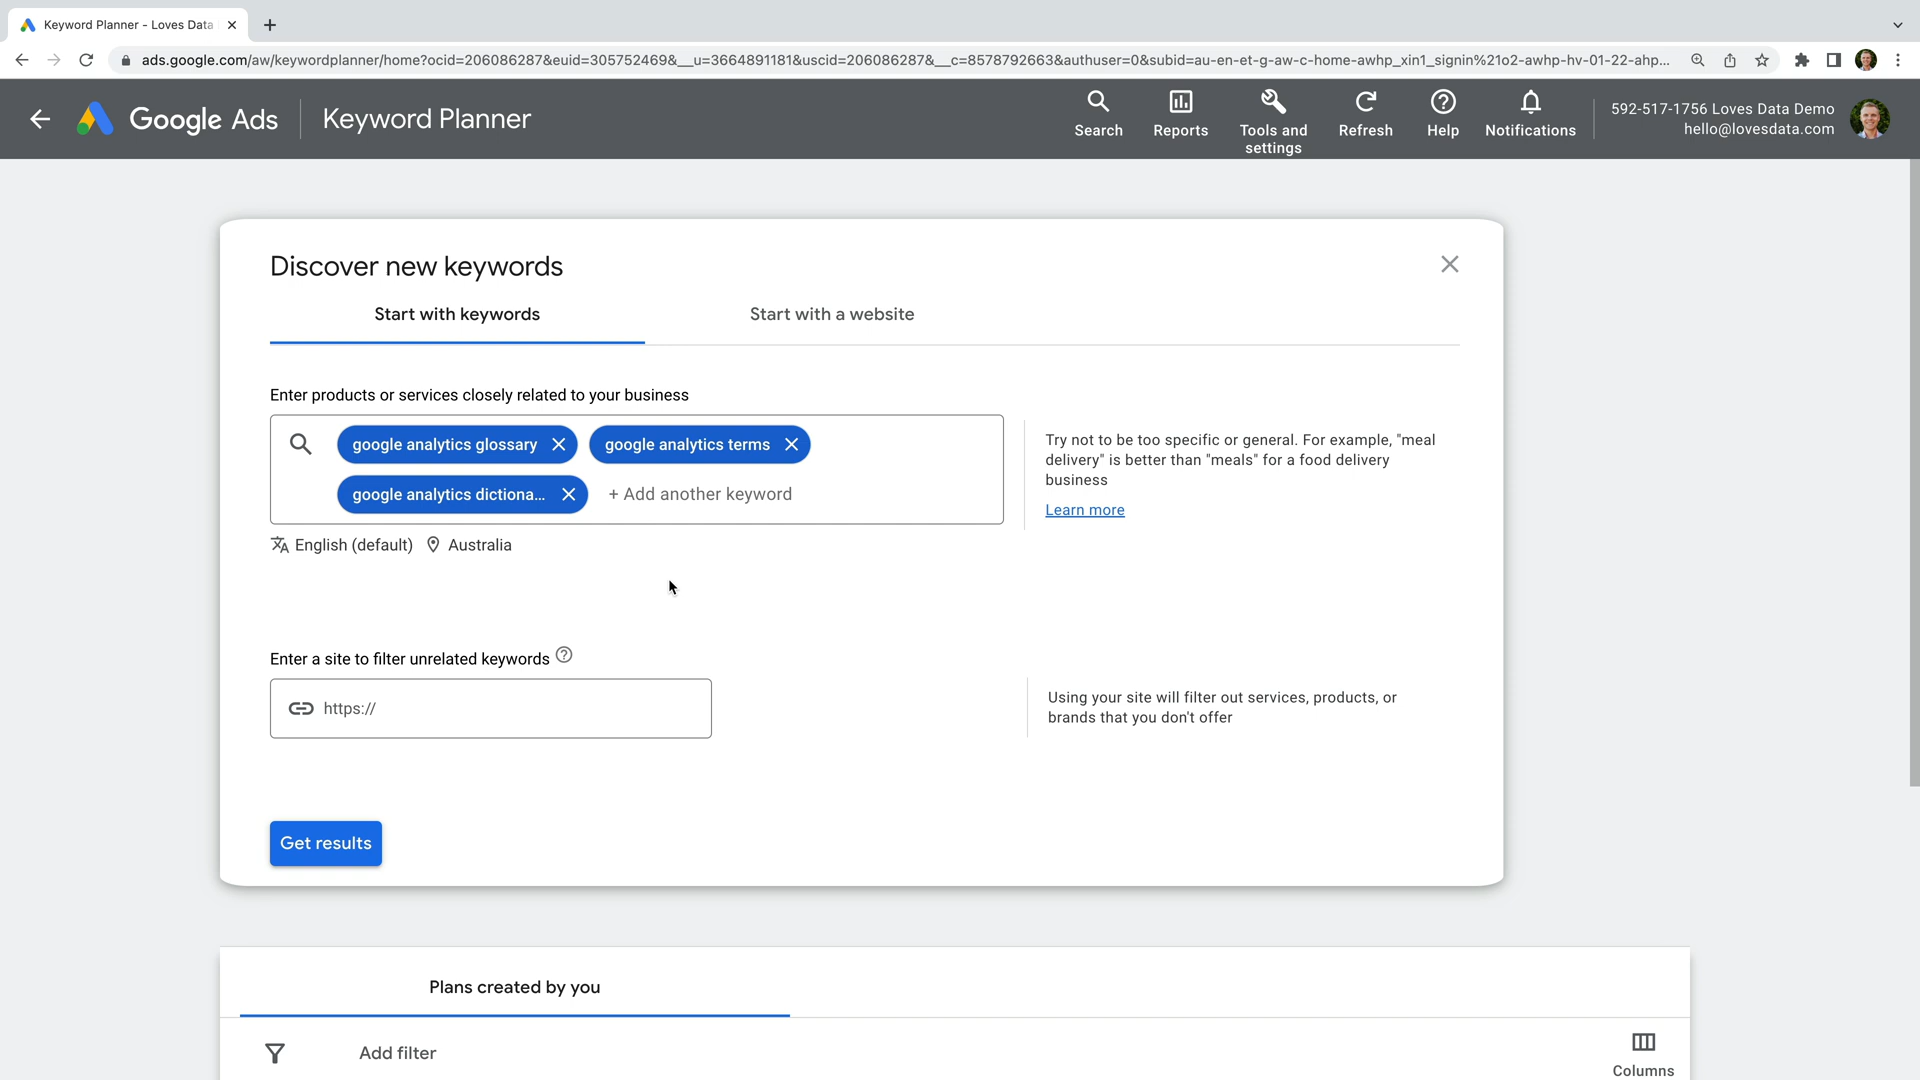 Keyword Planner - Loves Data
ads.google.com/aw/keywordplanner/home?ocid=206086287&euid=305752469&__u=3664891181&uscid=206086287&__c=8578792663&authuser=0&subid=au-en-et-g-aw-c-home-awhp_xin1_signin%21o2-awhp-hv-01-22-ahp...
Google Ads
Keyword Planner
Search
Reports
Tools and
settings
Refresh
Help
Notifications
592-517-1756 Loves Data Demo
hello@lovesdata.com
Discover new keywords
Start with keywords
Start with a website
Enter products or services closely related to your business
google analytics glossary
google analytics terms
google analytics dictiona...
+ Add another keyword
Try not to be too specific or general. For example, "meal
delivery" is better than "meals" for a food delivery
business
Learn more
English (default)
Australia
Enter a site to filter unrelated keywords
https://
Using your site will filter out services, products, or
brands that you don't offer
Get results
Plans created by you
Add filter
Columns